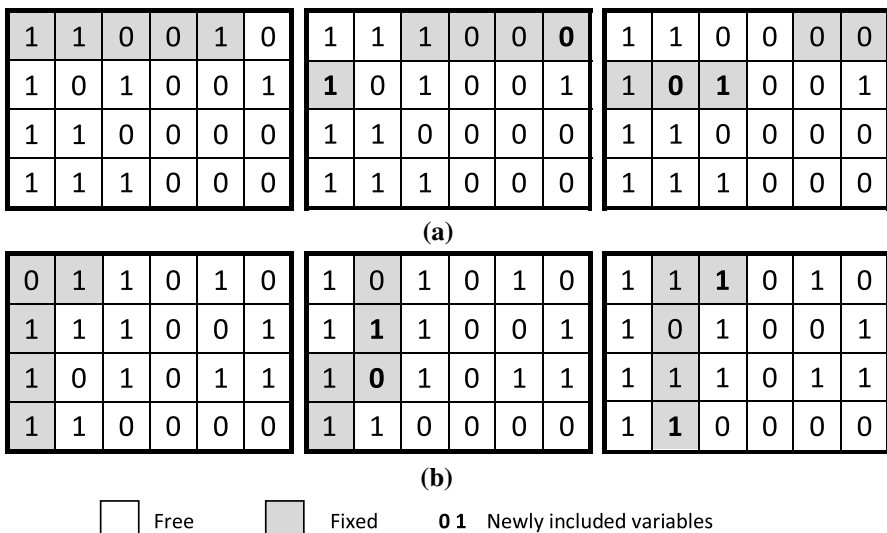 1 1 0 0 1 0 1 1 1 0 0 0 1 1 0 0 0 0
1 0 1 0 0 1 1 0 1 0 0 1 1 0 1 0 0 1
1 1 0 0 0 0 1 1 0 0 0 0 1 1 0 0 0 0
1 1 1 0 0 0 1 1 1 0 0 0 1 1 1 0 0 0
(a)
0 1 1 0 1 0 1 0 1 0 1 0 1 1 1 0 1 0
1 1 1 0 0 1 1 1 1 0 0 1 1 0 1 0 0 1
1 0 1 0 1 1 1 0 1 0 1 1 1 1 1 0 1 1
1 1 0 0 0 0 1 1 0 0 0 0 1 1 0 0 0 0
(b)
Free Fixed 0 1 Newly included variables